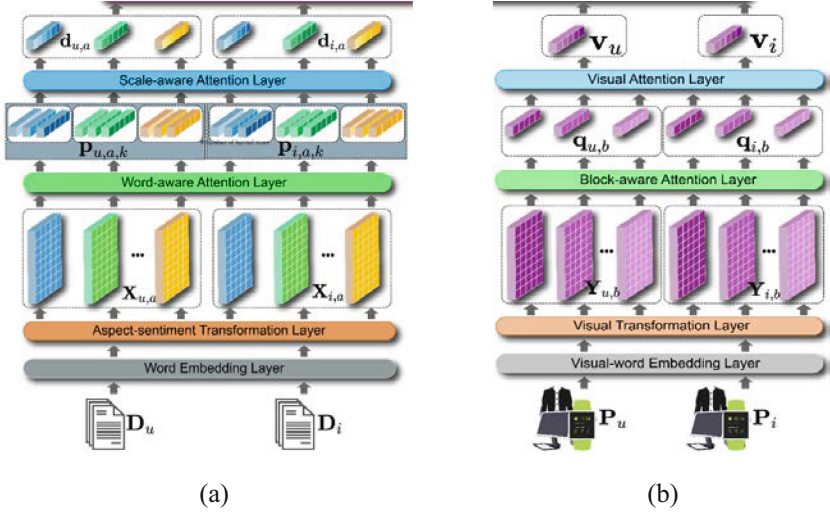 d_{u,a} d_{i,a}
Scale-aware Attention Layer
p_{u,a,k} p_{i,a,k}
Word-aware Attention Layer
...
...
X_{u,a} X_{i,a}
Aspect-sentiment Transformation Layer
Word Embedding Layer
D_u D_i
(a)
v_u v_i
Visual Attention Layer
q_{u,b} q_{i,b}
Block-aware Attention Layer
...
...
Y_{u,b} Y_{i,b}
Visual Transformation Layer
Visual-word Embedding Layer
P_u P_i
(b)